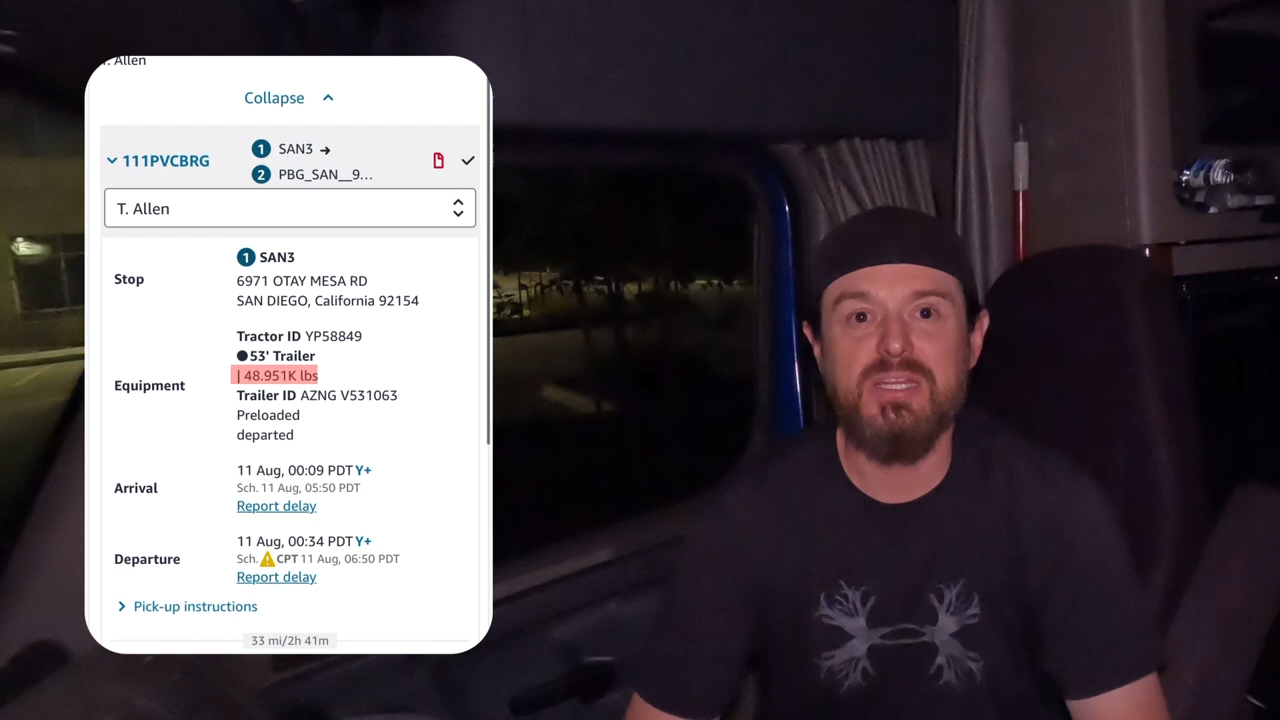 T. Allen
Collapse
111PVCBRG
1 SAN3 →
2 PBG_SAN__9...
T. Allen
Stop
1 SAN3
6971 OTAY MESA RD
SAN DIEGO, California 92154
Equipment
Tractor ID YP58849
53' Trailer
| 48.951K lbs
Trailer ID AZNG V531063
Preloaded
departed
Arrival
11 Aug, 00:09 PDT Y+
Sch. 11 Aug, 05:50 PDT
Report delay
Departure
11 Aug, 00:34 PDT Y+
Sch. CPT 11 Aug, 06:50 PDT
Report delay
Pick-up instructions
33 mi/2h 41m